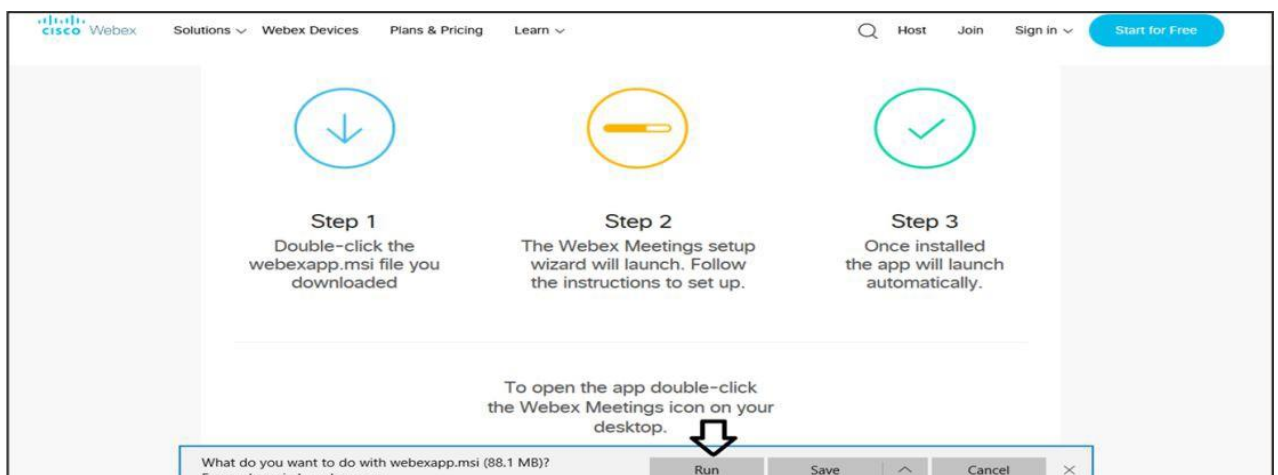 cisco Webex Solutions Webex Devices Plans & Pricing Learn Host Join Sign in Start for Free
Step 1
Double-click the
webexapp.msi file you
downloaded
Step 2
The Webex Meetings setup
wizard will launch. Follow
the instructions to set up.
Step 3
Once installed
the app will launch
automatically.
To open the app double-click
the Webex Meetings icon on your
desktop.
What do you want to do with webexapp.msi (88.1 MB)?
Run Save Cancel